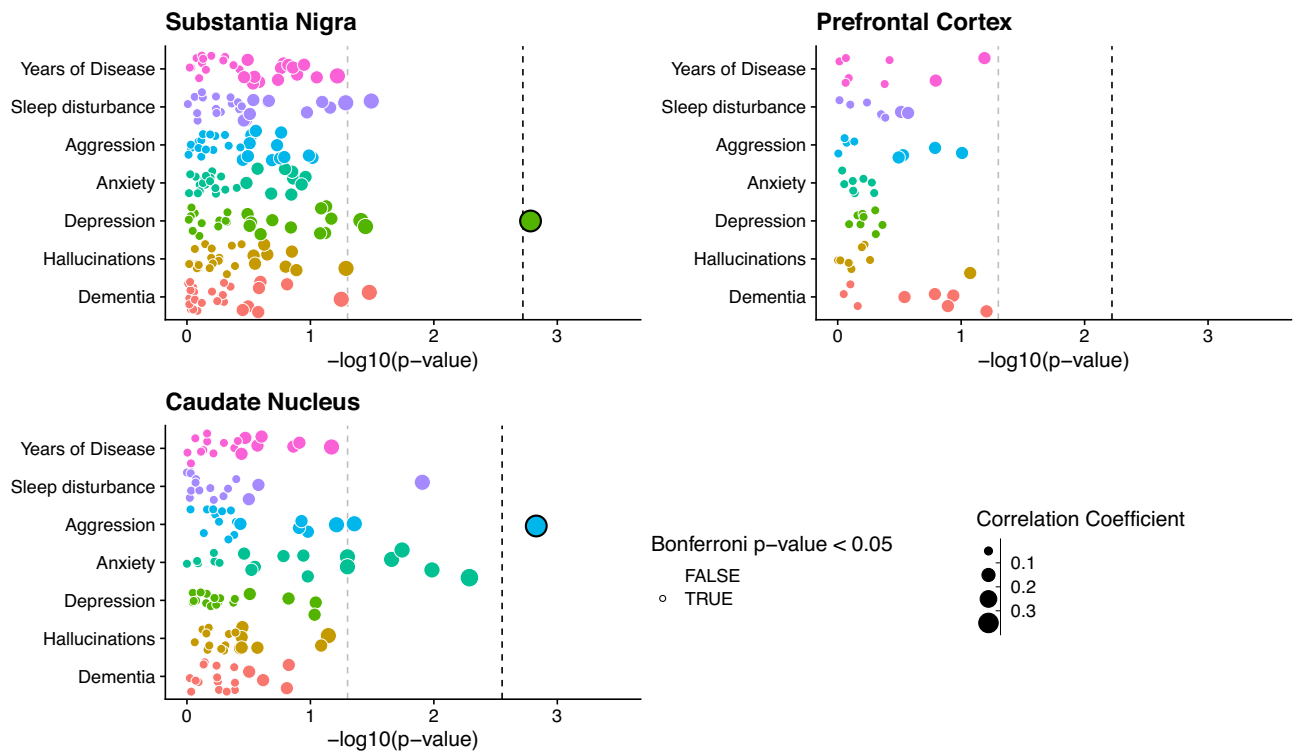 Substantia Nigra
Years of Disease
Sleep disturbance
Aggression
Anxiety
Depression
Hallucinations
Dementia
0 1 2 3
−log10(p−value)
Prefrontal Cortex
Years of Disease
Sleep disturbance
Aggression
Anxiety
Depression
Hallucinations
Dementia
0 1 2 3
−log10(p−value)
Caudate Nucleus
Years of Disease
Sleep disturbance
Aggression
Anxiety
Depression
Hallucinations
Dementia
0 1 2 3
−log10(p−value)
Bonferroni p−value < 0.05
FALSE
TRUE
Correlation Coefficient
0.1
0.2
0.3